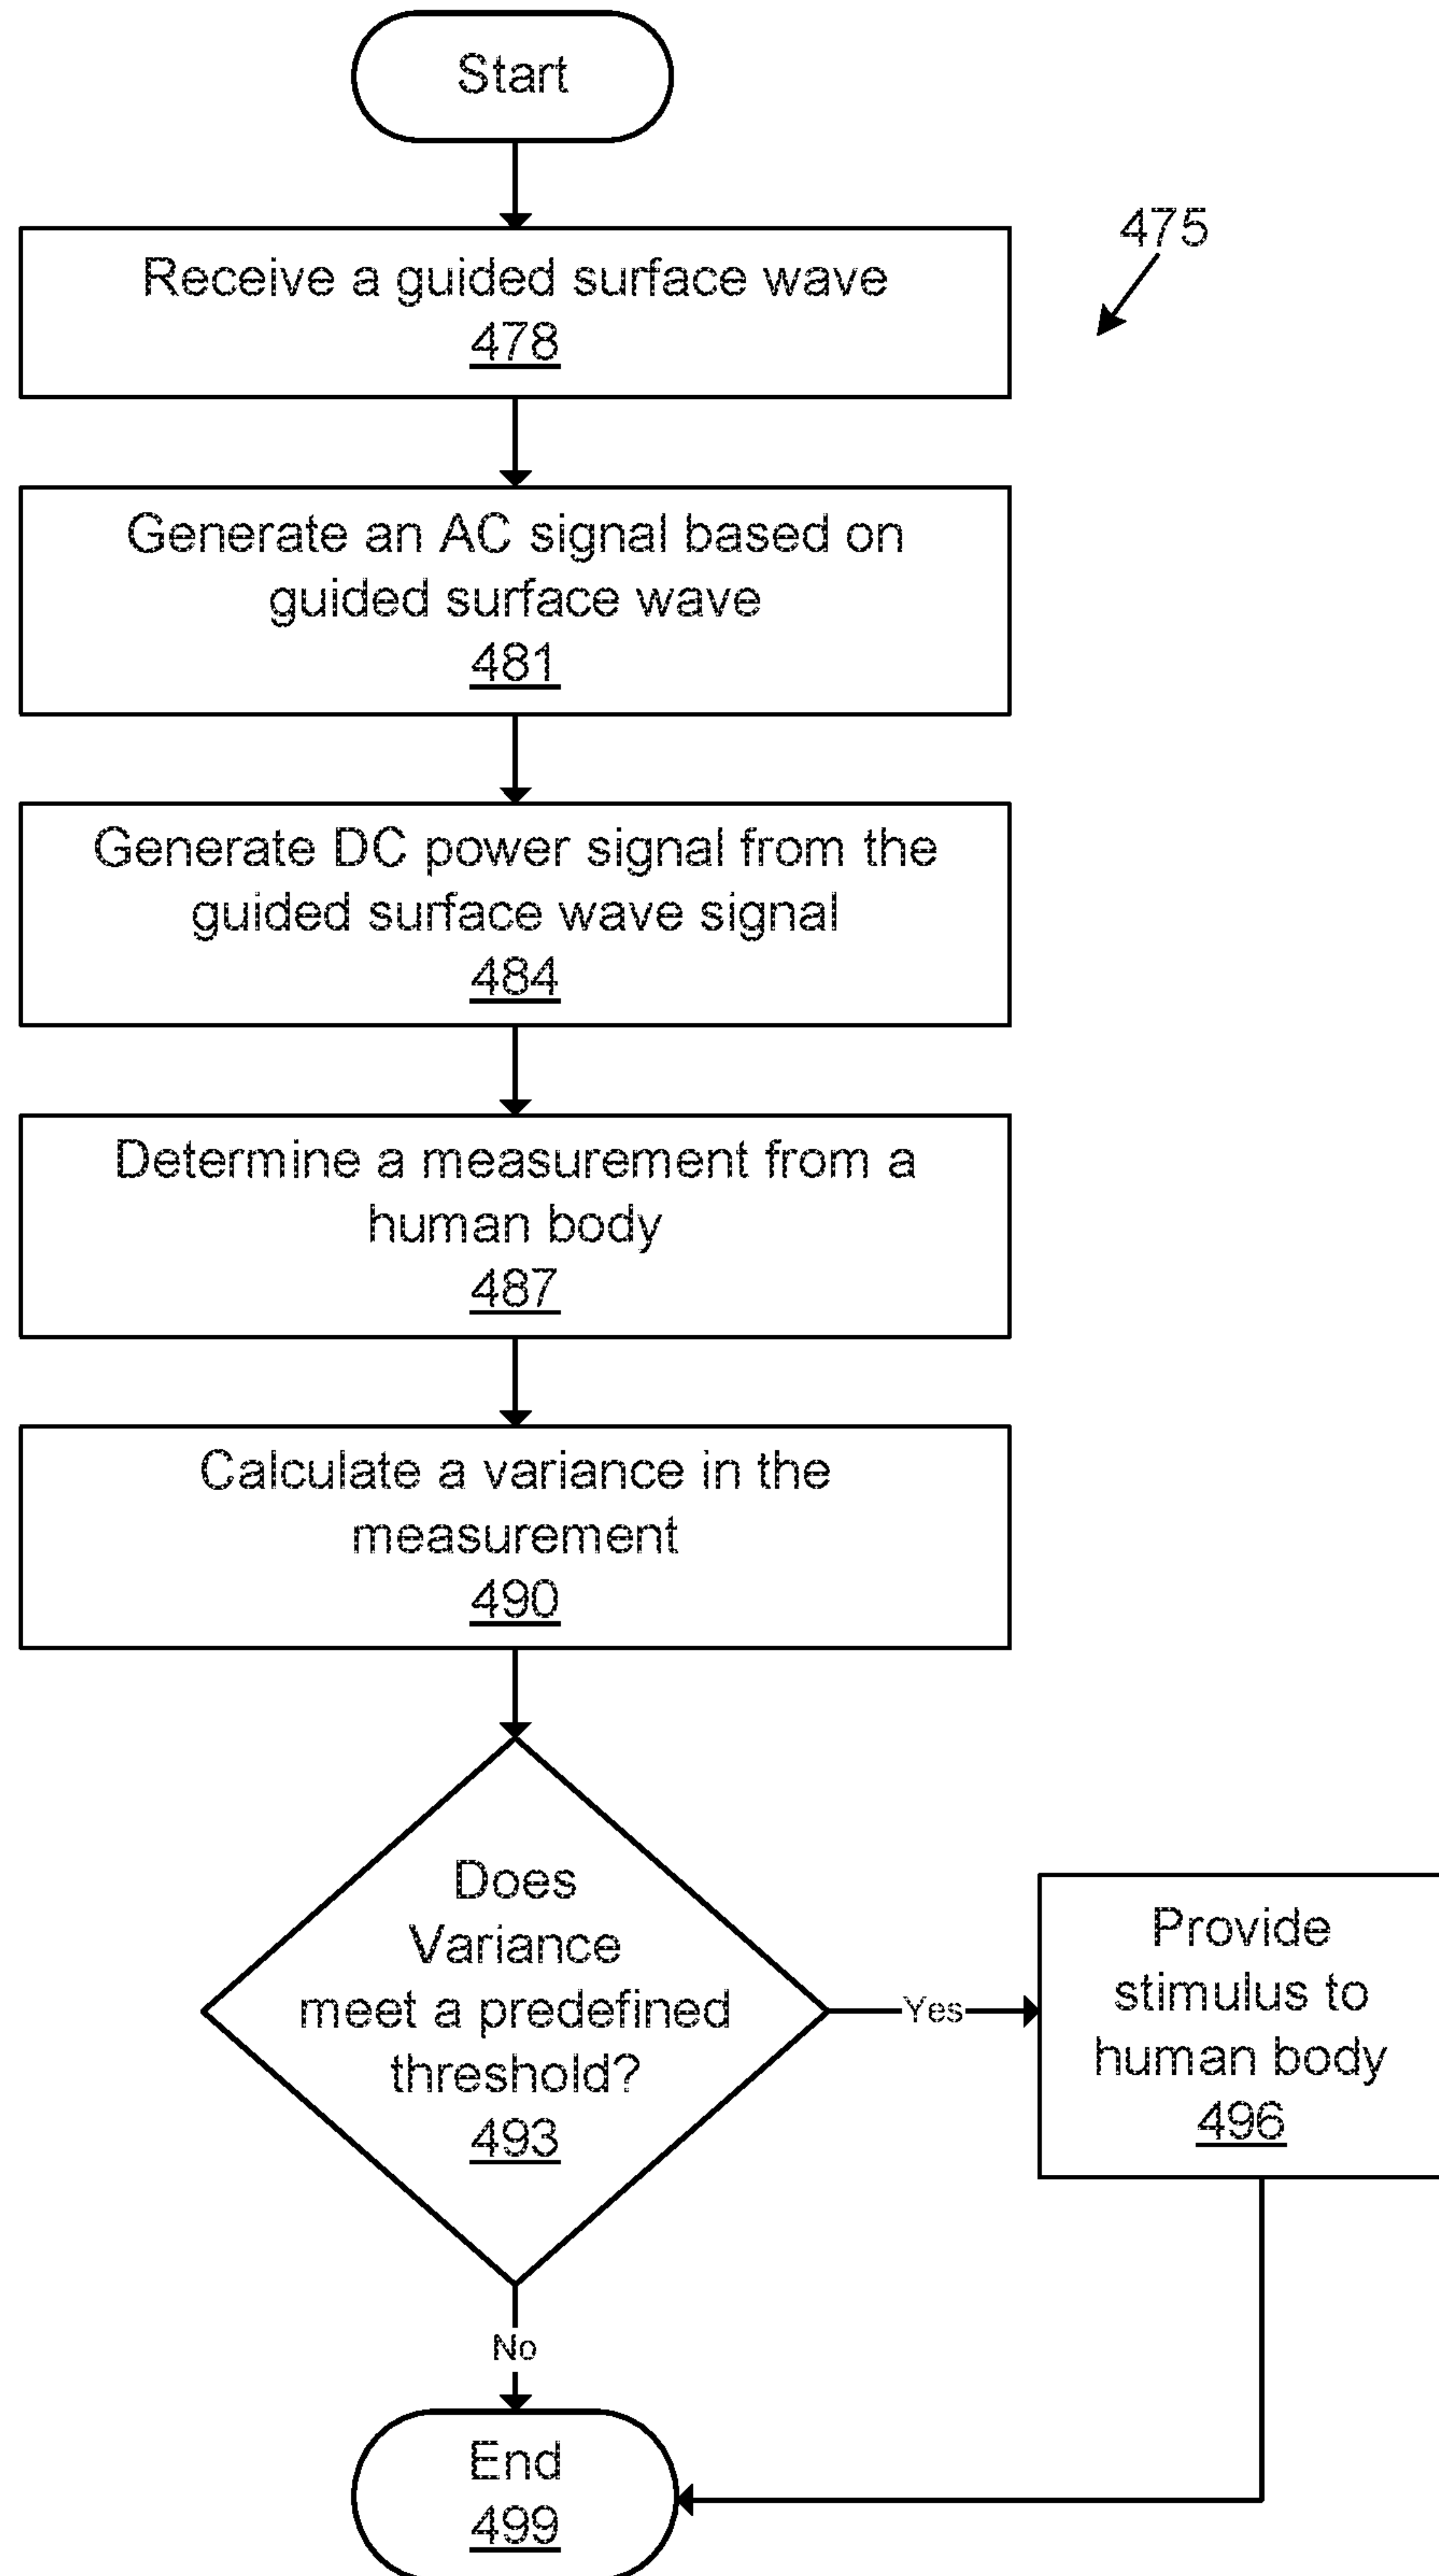 Start
475
Receive a guided surface wave
478
Generate an AC signal based on
guided surface wave
481
Generate DC power signal from the
guided surface wave signal
484
Determine a measurement from a
human body
487
Calculate a variance in the
measurement
490
Does
Variance
meet a predefined
threshold?
493
Yes
Provide
stimulus to
human body
496
No
End
499